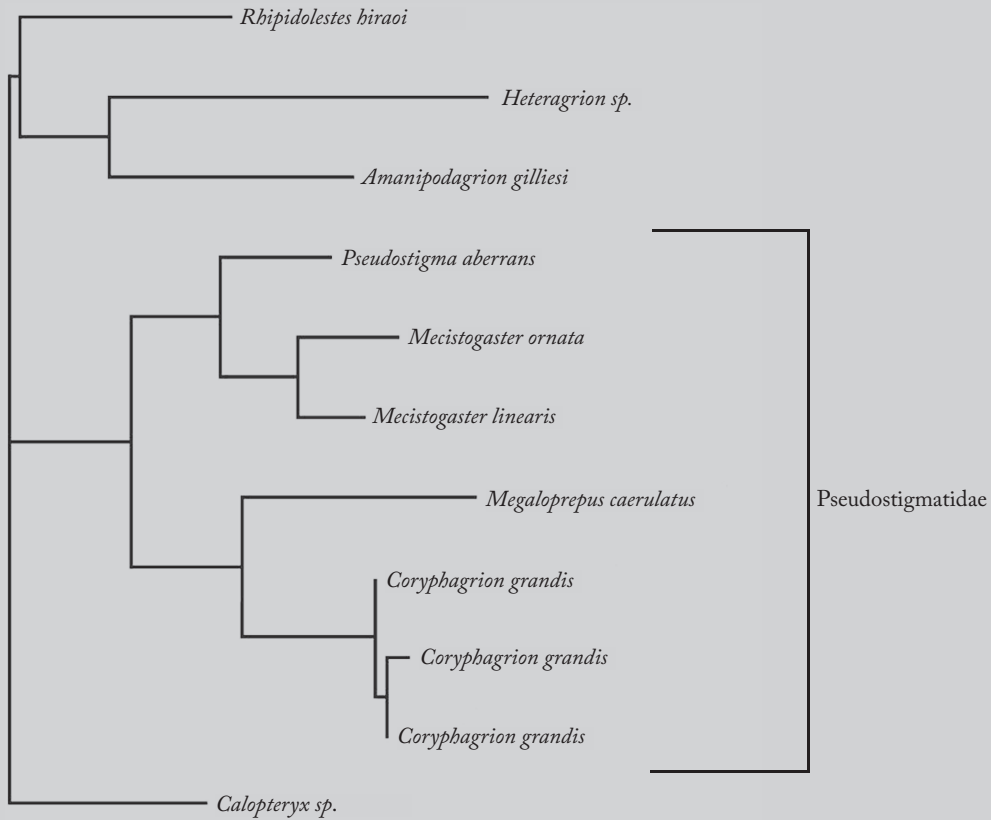 Rhipidolestes hiraoi
Heteragrion sp.
Amanipodagrion gilliesi
Pseudostigma aberrans
Mecistogaster ornata
Mecistogaster linearis
Megaloprepus caerulatus
Pseudostigmatidae
Coryphagrion grandis
Coryphagrion grandis
Coryphagrion grandis
Calopteryx sp.